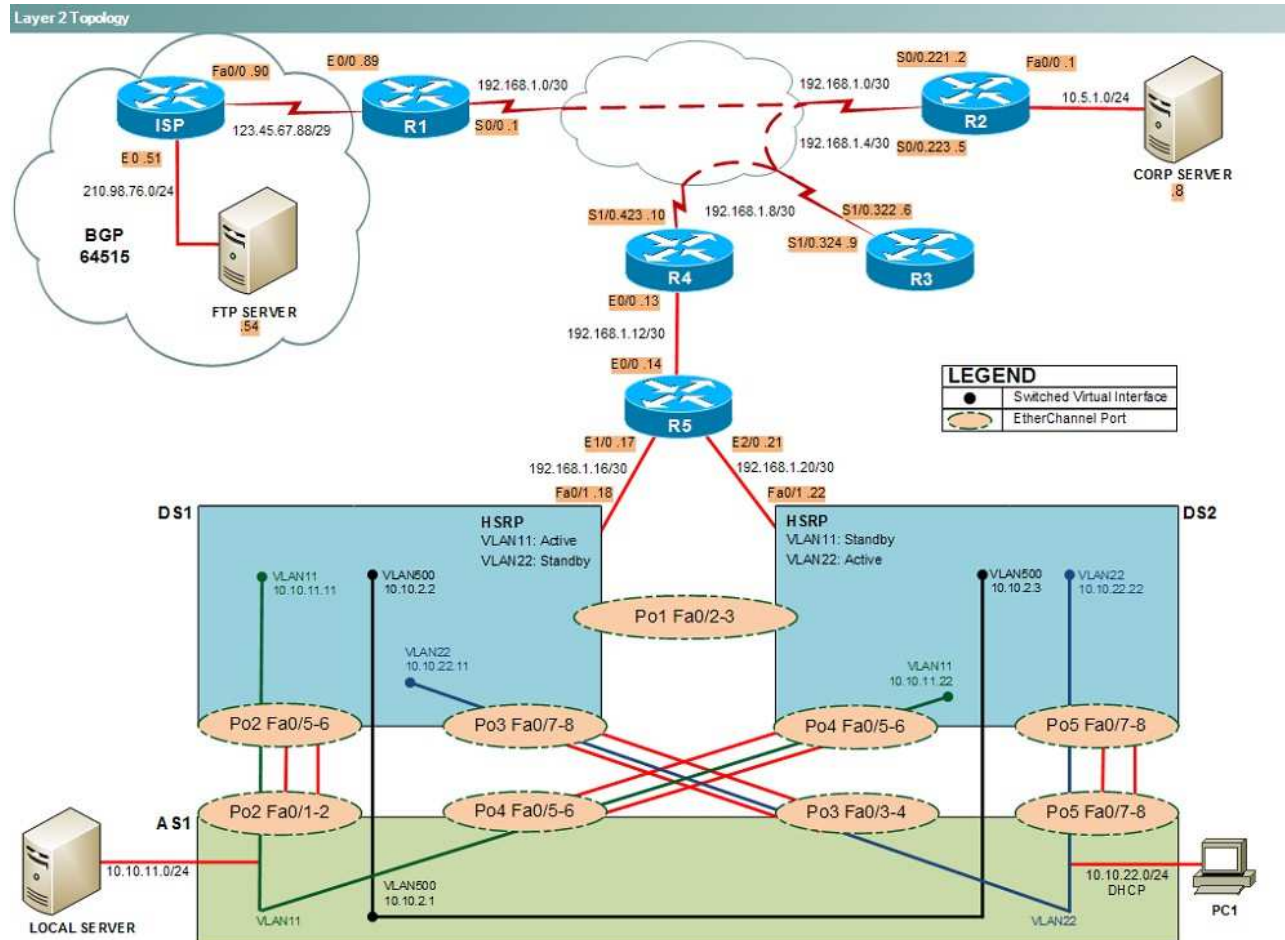 Layer 2 Topology
Fa0/0 .90
E0/0 .89
192.168.1.0/30
S0/0.221 .2
Fa0/0 .1
192.168.1.0/30
10.5.1.0/24
ISP
R1
R2
123.45.67.88/29
S0/0 .1
192.168.1.4/30
S0/0.223 .5
E0 .51
CORP SERVER
.8
210.98.76.0/24
S1/0.423 .10
192.168.1.8/30
S1/0.322 .6
BGP
64515
S1/0.324 .9
R4
R3
FTP SERVER
.54
E0/0 .13
192.168.1.12/30
E0/0 .14
LEGEND
Switched Virtual Interface
EtherChannel Port
R5
E1/0 .17
E2/0 .21
192.168.1.16/30
192.168.1.20/30
Fa0/1 .18
Fa0/1 .22
DS1
HSRP
VLAN11: Active
VLAN22: Standby
HSRP
VLAN11: Standby
VLAN22: Active
DS2
VLAN11
10.10.11.11
VLAN500
10.10.2.2
VLAN500
10.10.2.3
VLAN22
10.10.22.22
Po1 Fa0/2-3
VLAN22
10.10.22.11
VLAN11
10.10.11.22
Po2 Fa0/5-6
Po3 Fa0/7-8
Po4 Fa0/5-6
Po5 Fa0/7-8
AS1
Po2 Fa0/1-2
Po4 Fa0/5-6
Po3 Fa0/3-4
Po5 Fa0/7-8
10.10.11.0/24
VLAN500
10.10.2.1
10.10.22.0/24
DHCP
LOCAL SERVER
VLAN11
VLAN22
PC1